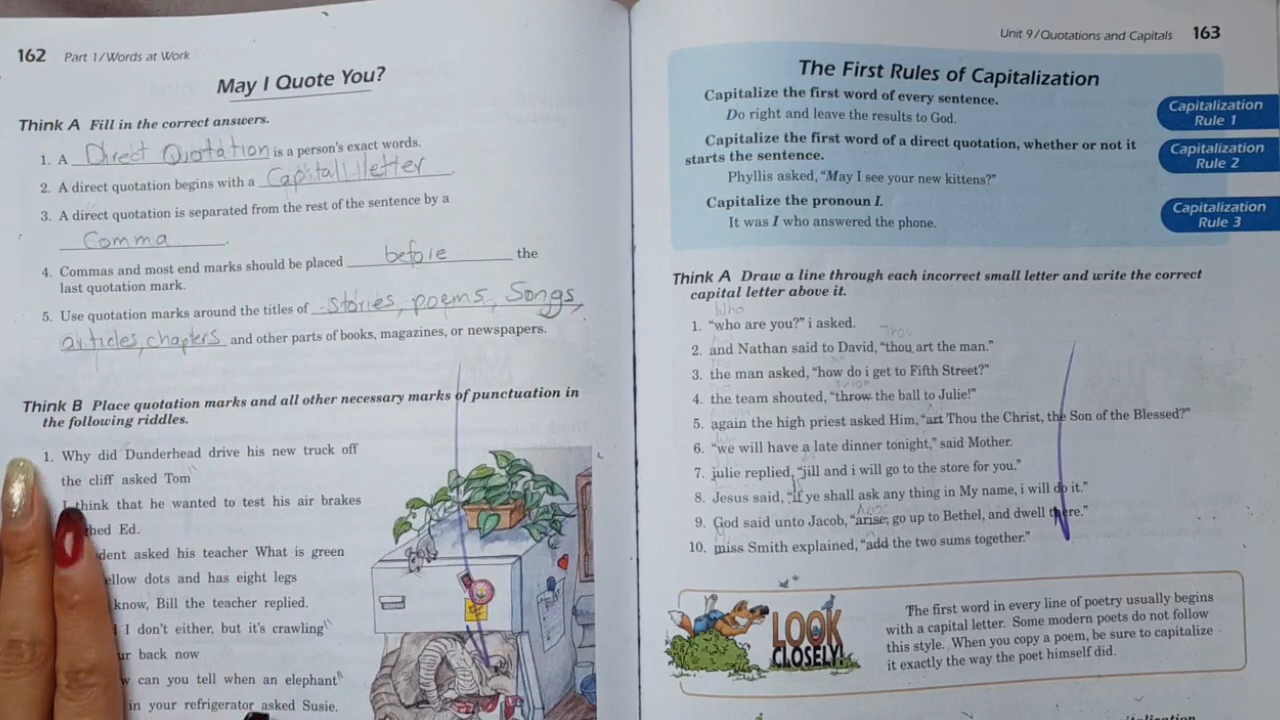 162 Part 1/Words at Work
May I Quote You?
Think A Fill in the correct answers.
1. A Direct Quotation is a person's exact words.
2. A direct quotation begins with a Capital letter.
3. A direct quotation is separated from the rest of the sentence by a
Comma.
4. Commas and most end marks should be placed before the
last quotation mark.
5. Use quotation marks around the titles of stories, poems, Songs,
articles, chapters and other parts of books, magazines, or newspapers.
Think B Place quotation marks and all other necessary marks of punctuation in
the following riddles.
1. Why did Dunderhead drive his new truck off
the cliff asked Tom"
I think that he wanted to test his air brakes
hed Ed.
dent asked his teacher What is green
ellow dots and has eight legs
know, Bill the teacher replied.
I don't either, but it's crawling"
ur back now
can you tell when an elephant"
in your refrigerator asked Susie.
Unit 9/Quotations and Capitals 163
The First Rules of Capitalization
Capitalize the first word of every sentence.
Do right and leave the results to God.
Capitalization
Rule 1
Capitalize the first word of a direct quotation, whether or not it
starts the sentence.
Phyllis asked, "May I see your new kittens?"
Capitalization
Rule 2
Capitalize the pronoun I.
It was I who answered the phone.
Capitalization
Rule 3
Think A Draw a line through each incorrect small letter and write the correct
capital letter above it.
Who
1. "who are you?" i asked.
Thou
2. and Nathan said to David, "thou art the man."
3. the man asked, "how do i get to Fifth Street?"
4. the team shouted, "throw the ball to Julie!"
5. again the high priest asked Him, "art Thou the Christ, the Son of the Blessed?"
6. "we will have a late dinner tonight," said Mother.
7. julie replied, "jill and i will go to the store for you."
8. Jesus said, "If ye shall ask any thing in My name, i will do it."
9. God said unto Jacob, "arise, go up to Bethel, and dwell there."
10. miss Smith explained, "add the two sums together."
LOOK
CLOSELY!
The first word in every line of poetry usually begins
with a capital letter. Some modern poets do not follow
this style. When you copy a poem, be sure to capitalize
it exactly the way the poet himself did.